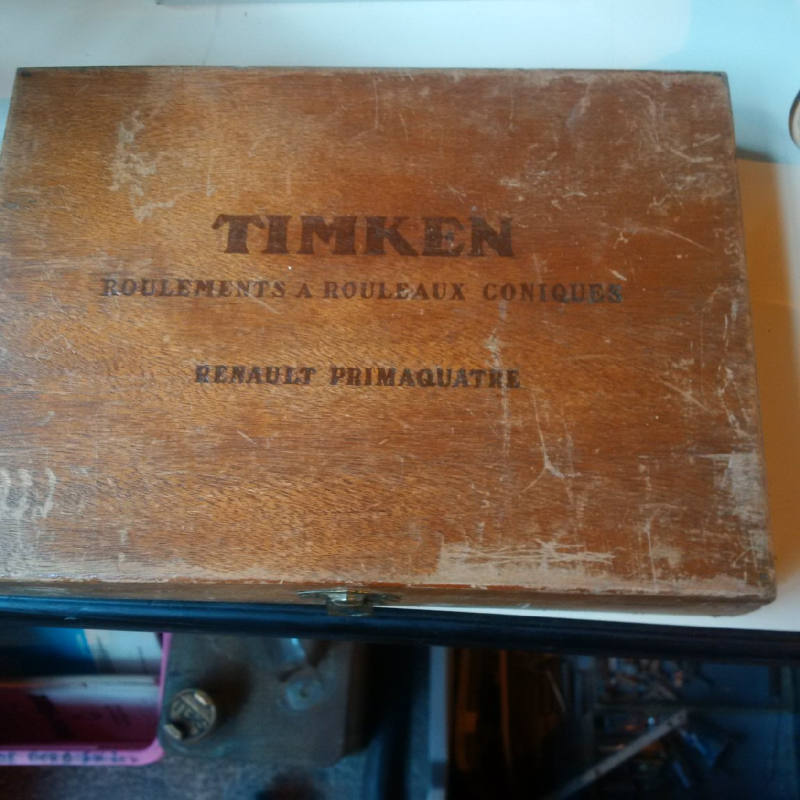 TIMKEN
ROULEMENTS A ROULEAUX CONIQUES
RENAULT PRIMAQUATRE